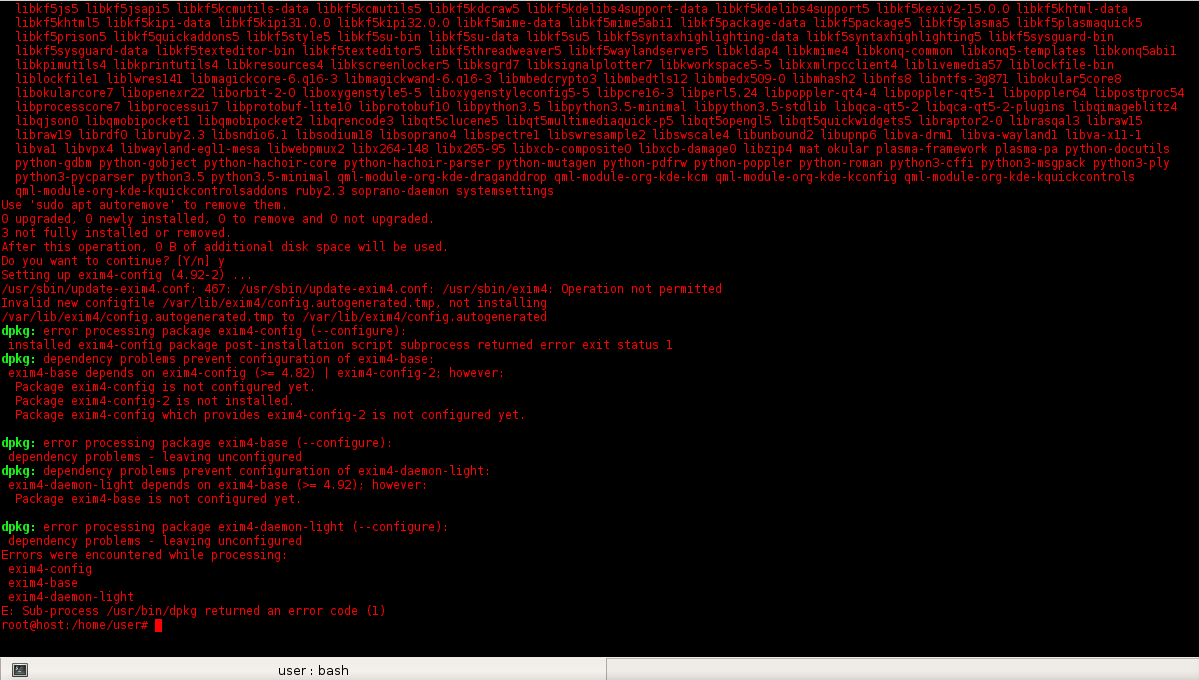 libkf5js5 libkf5jsapi5 libkf5kcmutils-data libkf5kcmutils5 libkf5kdcraw5 libkf5kdelibs4support-data libkf5kdelibs4support5 libkf5kexiv2-15.0.0 libkf5khtml-data
libkf5khtml5 libkf5kipi-data libkf5kipi31.0.0 libkf5kipi32.0.0 libkf5mime-data libkf5mime5abi1 libkf5package-data libkf5package5 libkf5plasma5 libkf5plasmaquick5
libkf5prison5 libkf5quickaddons5 libkf5style5 libkf5su-bin libkf5su-data libkf5su5 libkf5syntaxhighlighting-data libkf5syntaxhighlighting5 libkf5sysguard-bin
libkf5sysguard-data libkf5texteditor-bin libkf5texteditor5 libkf5threadweaver5 libkf5waylandserver5 libkldap4 libkmime4 libkonq-common libkonq5-templates libkonq5abi1
libkpimutils4 libkprintutils4 libkresources4 libkscreenlocker5 libksgrd7 libksignalplotter7 libkworkspace5-5 libkxmlrpcclient4 liblivemedia57 liblockfile-bin
liblockfile1 liblwres141 libmagickcore-6.q16-3 libmagickwand-6.q16-3 libmbedcrypto3 libmbedtls12 libmbedx509-0 libmhash2 libnfs8 libntfs-3g871 libokular5core8
libokularcore7 libopenexr22 liborbit-2-0 liboxygenstyle5-5 liboxygenstyleconfig5-5 libpcre16-3 libperl5.24 libpoppler-qt4-4 libpoppler-qt5-1 libpoppler64 libpostproc54
libprocesscore7 libprocessui7 libprotobuf-lite10 libprotobuf10 libpython3.5 libpython3.5-minimal libpython3.5-stdlib libqca-qt5-2 libqca-qt5-2-plugins libqimageblitz4
libqjson0 libqmobipocket1 libqmobipocket2 libqrencode3 libqt5clucene5 libqt5multimediaquick-p5 libqt5opengl5 libqt5quickwidgets5 libraptor2-0 librasqal3 libraw15
libraw19 librdf0 libruby2.3 libsndio6.1 libsodium18 libsoprano4 libspectre1 libswresample2 libswscale4 libunbound2 libupnp6 libva-drm1 libva-wayland1 libva-x11-1
libva1 libvpx4 libwayland-egl1-mesa libwebpmux2 libx264-148 libx265-95 libxcb-composite0 libxcb-damage0 libzip4 mat okular plasma-framework plasma-pa python-docutils
python-gdbm python-gobject python-hachoir-core python-hachoir-parser python-mutagen python-pdfrw python-poppler python-roman python3-cffi python3-msgpack python3-ply
python3-pycparser python3.5 python3.5-minimal qml-module-org-kde-draganddrop qml-module-org-kde-kcm qml-module-org-kde-kconfig qml-module-org-kde-kquickcontrols
qml-module-org-kde-kquickcontrolsaddons ruby2.3 soprano-daemon systemsettings
Use 'sudo apt autoremove' to remove them.
0 upgraded, 0 newly installed, 0 to remove and 0 not upgraded.
3 not fully installed or removed.
After this operation, 0 B of additional disk space will be used.
Do you want to continue? [Y/n] y
Setting up exim4-config (4.92-2) ...
/usr/sbin/update-exim4.conf: 467: /usr/sbin/update-exim4.conf: /usr/sbin/exim4: Operation not permitted
Invalid new configfile /var/lib/exim4/config.autogenerated.tmp, not installing
/var/lib/exim4/config.autogenerated.tmp to /var/lib/exim4/config.autogenerated
dpkg: error processing package exim4-config (--configure):
installed exim4-config package post-installation script subprocess returned error exit status 1
dpkg: dependency problems prevent configuration of exim4-base:
exim4-base depends on exim4-config (>= 4.82) | exim4-config-2; however:
Package exim4-config is not configured yet.
Package exim4-config-2 is not installed.
Package exim4-config which provides exim4-config-2 is not configured yet.
dpkg: error processing package exim4-base (--configure):
dependency problems - leaving unconfigured
dpkg: dependency problems prevent configuration of exim4-daemon-light:
exim4-daemon-light depends on exim4-base (>= 4.92); however:
Package exim4-base is not configured yet.
dpkg: error processing package exim4-daemon-light (--configure):
dependency problems - leaving unconfigured
Errors were encountered while processing:
exim4-config
exim4-base
exim4-daemon-light
E: Sub-process /usr/bin/dpkg returned an error code (1)
root@host:/home/user#
user : bash